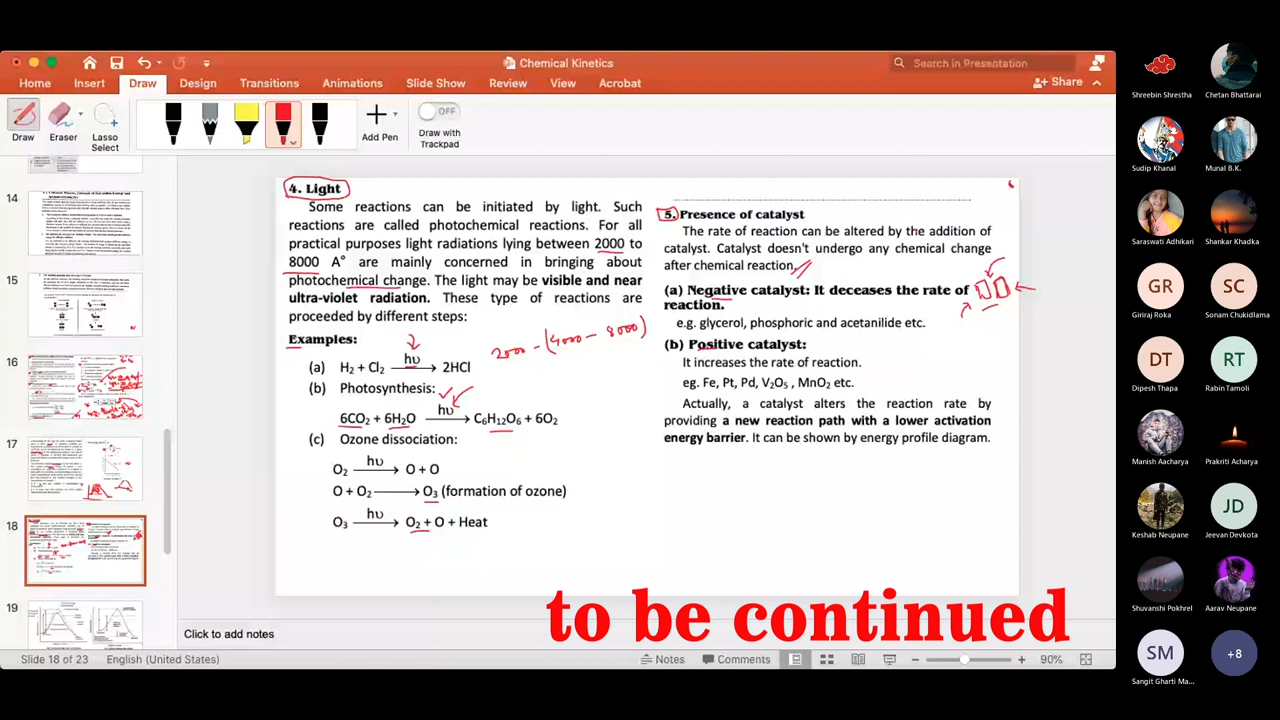 Chemical Kinetics
Search in Presentation
Home Insert Draw Design Transitions Animations Slide Show Review View Acrobat
Share
Draw
Eraser
Lasso
Select
Add Pen
OFF
Draw with
Trackpad
14
15
16
17
18
19
4. Light
Some reactions can be initiated by light. Such
reactions are called photochemical reactions. For all
practical purposes light radiation lying between 2000 to
8000 A° are mainly concerned in bringing about
photochemical change. The light may be visible and near
ultra-violet radiation. These type of reactions are
proceeded by different steps:
Examples:
2000 - (4000 - 8000)
(a) H₂ + Cl₂ hυ⟶ 2HCl
(b) Photosynthesis:
6CO₂ + 6H₂O hυ⟶ C₆H₁₂O₆ + 6O₂
(c) Ozone dissociation:
O₂ hυ⟶ O + O
O + O₂ ⟶ O₃ (formation of ozone)
O₃ hυ⟶ O₂ + O + Heat
5. Presence of catalyst
The rate of reaction can be altered by the addition of
catalyst. Catalyst doesn't undergo any chemical change
after chemical reaction.
(a) Negative catalyst: It deceases the rate of
reaction.
e.g. glycerol, phosphoric and acetanilide etc.
(b) Positive catalyst:
It increases the rate of reaction.
eg. Fe, Pt, Pd, V₂O₅ , MnO₂ etc.
Actually, a catalyst alters the reaction rate by
providing a new reaction path with a lower activation
energy barrier. It can be shown by energy profile diagram.
to be continued
Click to add notes
Slide 18 of 23 English (United States) Notes Comments 90%
Shreebin Shrestha Chetan Bhattarai
Sudip Khanal Munal B.K.
Saraswati Adhikari Shankar Khadka
GR SC
Giriraj Roka Sonam Chukidlama
DT RT
Dipesh Thapa Rabin Tamoli
Manish Aacharya Prakriti Acharya
JD
Keshab Neupane Jeevan Devkota
Shuvanshi Pokhrel Aarav Neupane
SM +8
Sangit Gharti Ma...